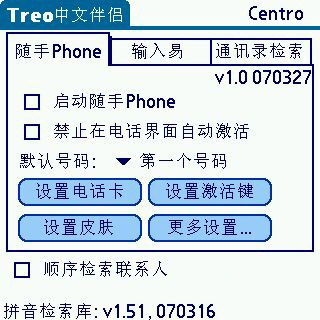 Treo中文伴侣 Centro
随手Phone 输入易 通讯录检索
v1.0 070327
启动随手Phone
禁止在电话界面自动激活
默认号码: 第一个号码
设置电话卡 设置激活键
设置皮肤 更多设置...
顺序检索联系人
拼音检索库: v1.51, 070316